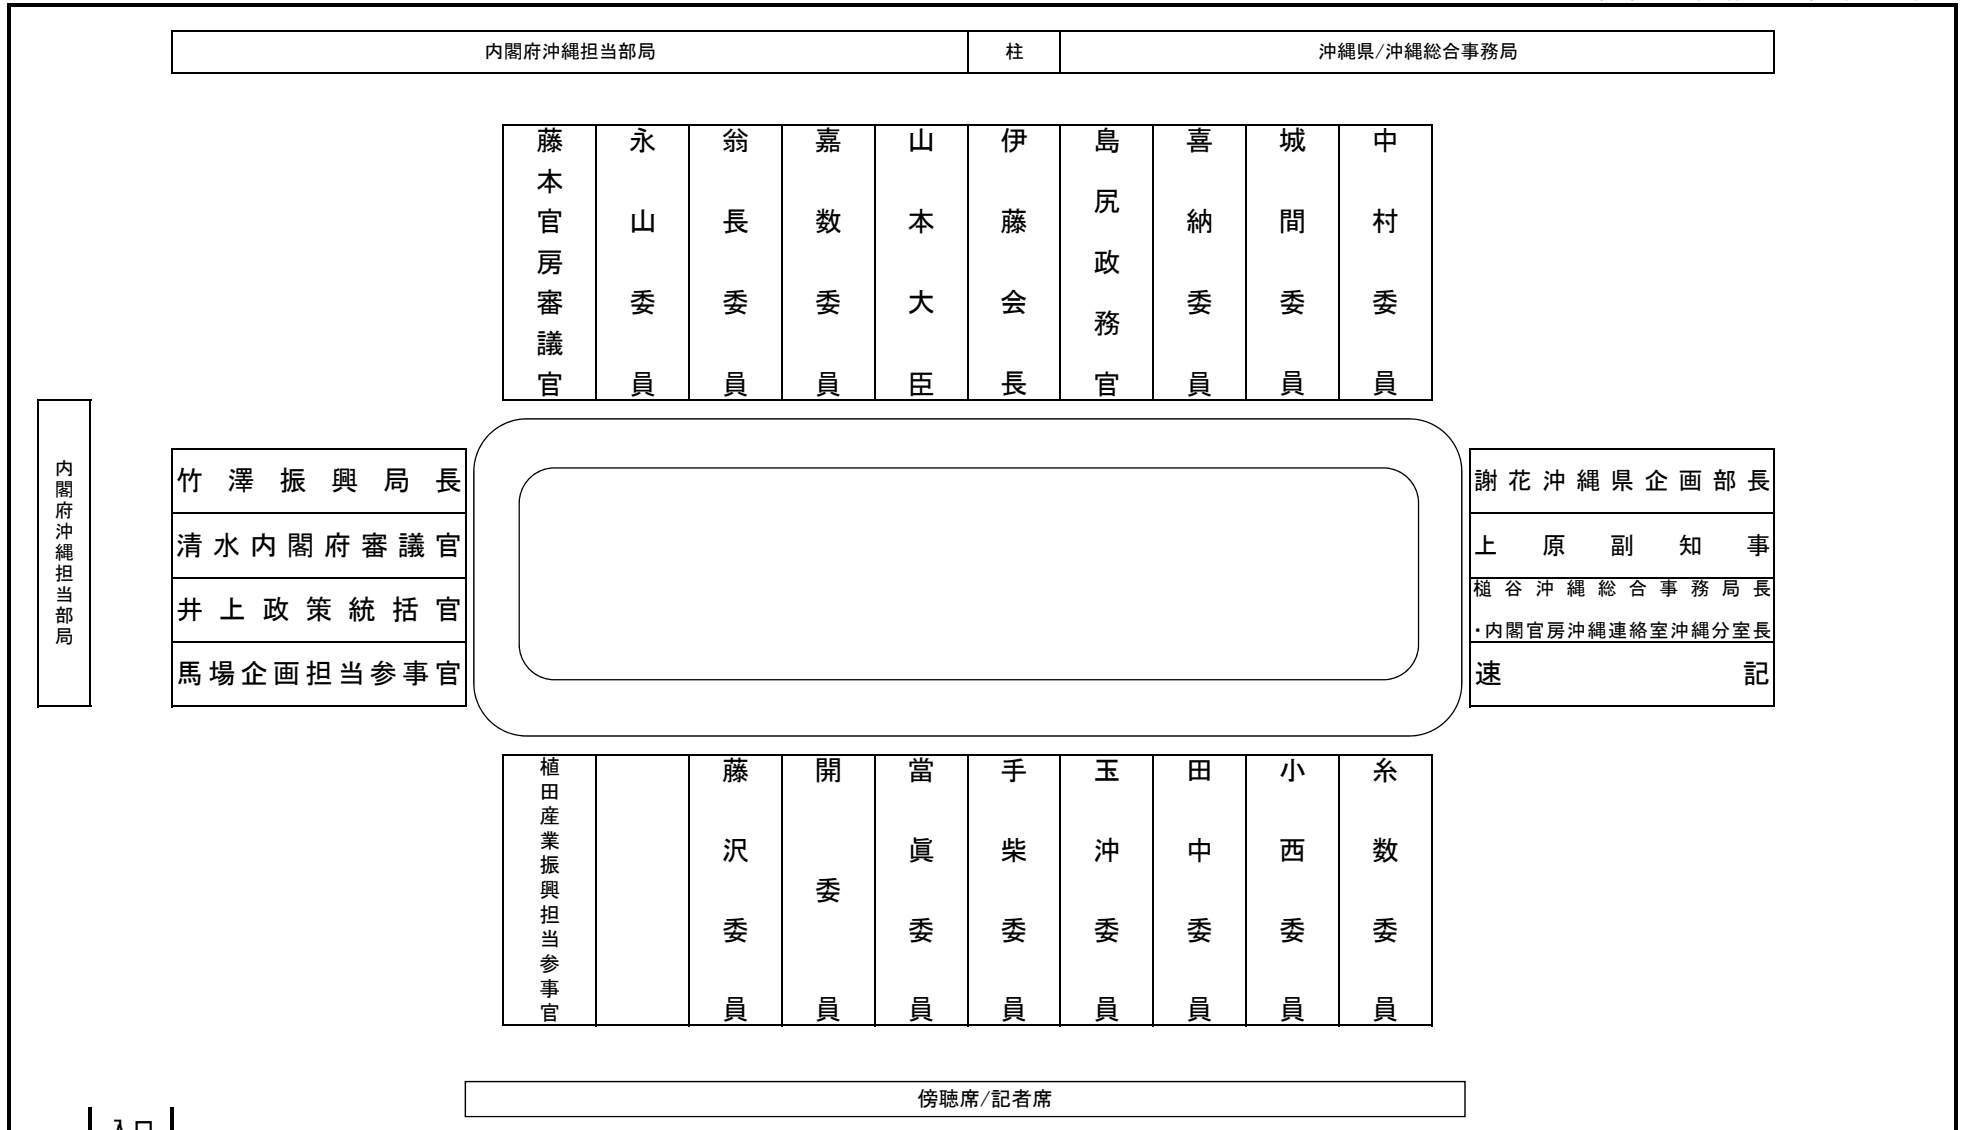 内閣府沖縄担当部局
柱
沖縄県/沖縄総合事務局
藤本官房審議官
永山委員
翁長委員
嘉数委員
山本大臣
伊藤会長
島尻政務官
喜納委員
城間委員
中村委員
内閣府沖縄担当部局
竹澤振興局長
清水内閣府審議官
井上政策統括官
馬場企画担当参事官
謝花沖縄県企画部長
上原副知事
槌谷沖縄総合事務局長
・内閣官房沖縄連絡室沖縄分室長
速記
植田産業振興担当参事官
藤沢委員
開委員
當眞委員
手柴委員
玉沖委員
田中委員
小西委員
糸数委員
傍聴席/記者席
入口